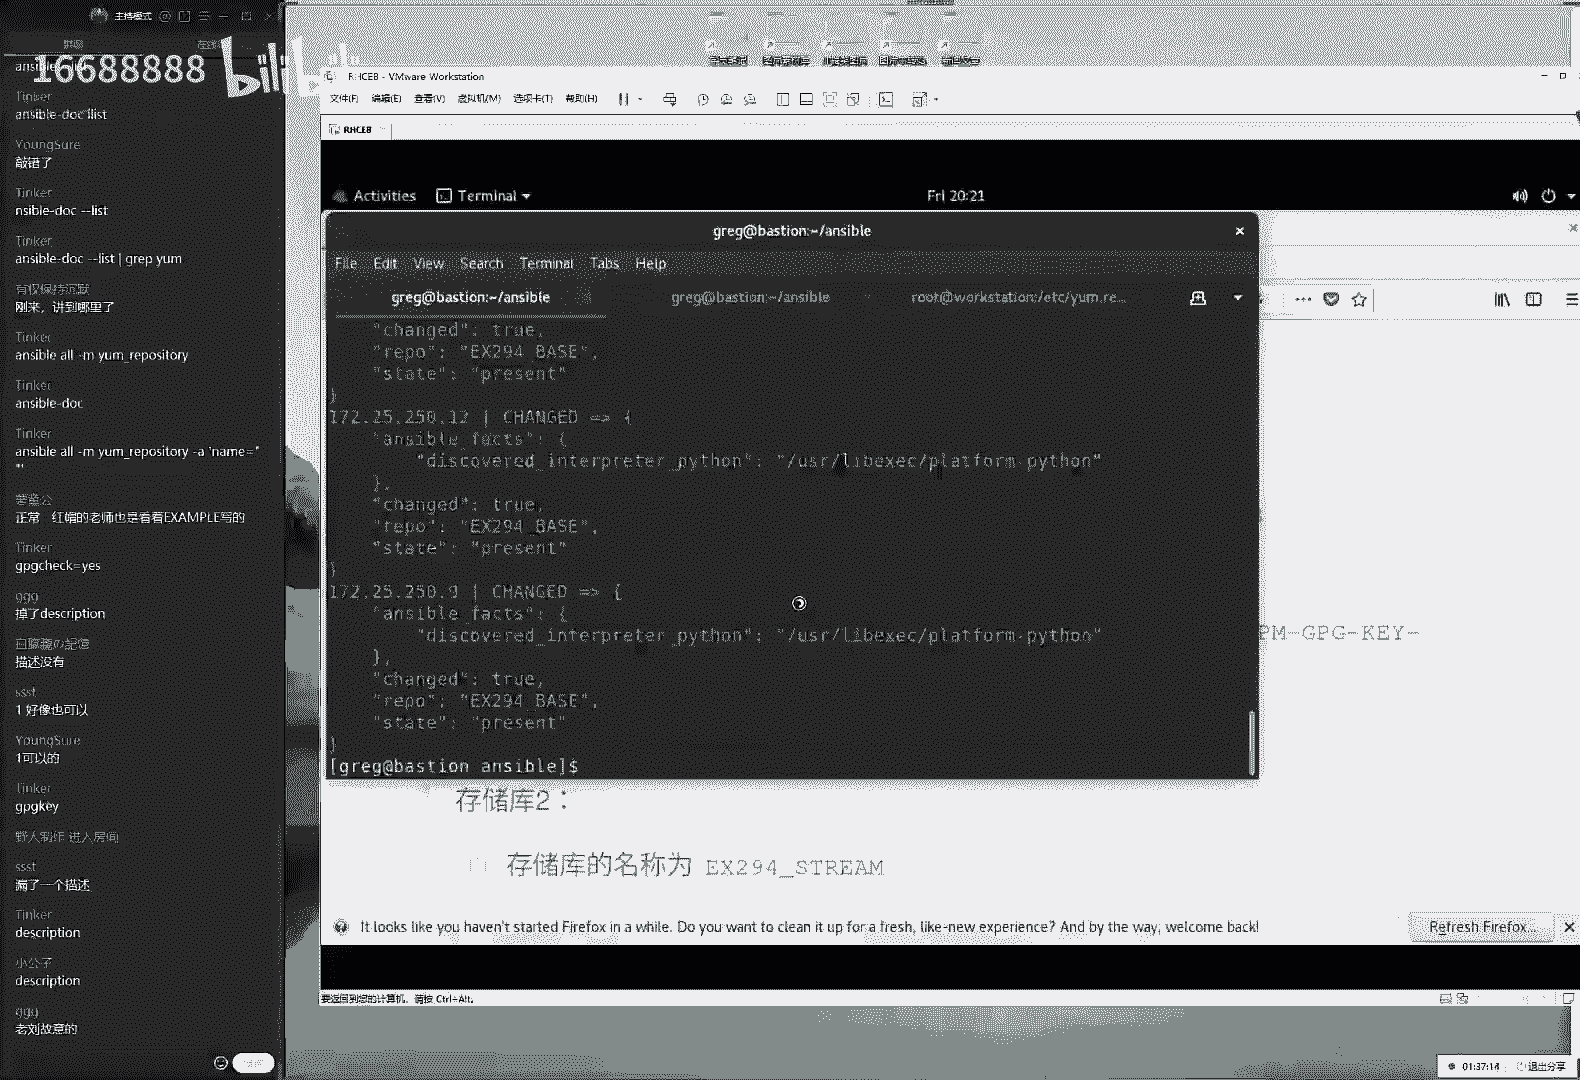 主持模式
16688888
bilibili
ansible-doc list
YoungSure
敲错了
Tinker
nsible-doc --list
Tinker
ansible-doc --list | grep yum
有权保持沉默
刚来，讲到哪里了
Tinker
ansible all -m yum_repository
Tinker
ansible-doc
Tinker
ansible all -m yum_repository -a 'name="
"'
正常 红帽的老师也是看着EXAMPLE写的
Tinker
gpgcheck=yes
ggg
掉了description
描述没有
ssst
1 好像也可以
YoungSure
1可以的
Tinker
gpgkey
野人制作 进入房间
ssst
漏了一个描述
Tinker
description
小公子
description
ggg
老刘故意的
RHCE8 - VMware Workstation
文件(F) 编辑(E) 查看(V) 虚拟机(M) 选项卡(T) 帮助(H)
RHCE8
Activities Terminal Fri 20:21
greg@bastion:~/ansible
File Edit View Search Terminal Tabs Help
greg@bastion:~/ansible greg@bastion:~/ansible root@workstation:/etc/yum.re...
"changed": true,
"repo": "EX294_BASE",
"state": "present"
}
172.25.250.12 | CHANGED => {
"ansible_facts": {
"discovered_interpreter_python": "/usr/libexec/platform-python"
},
"changed": true,
"repo": "EX294_BASE",
"state": "present"
}
172.25.250.9 | CHANGED => {
"ansible_facts": {
"discovered_interpreter_python": "/usr/libexec/platform-python"
},
"changed": true,
"repo": "EX294_BASE",
"state": "present"
}
[greg@bastion ansible]$
PM-GPG-KEY-
存储库2：
存储库的名称为 EX294_STREAM
It looks like you haven't started Firefox in a while. Do you want to clean it up for a fresh, like-new experience? And by the way, welcome back!
Refresh Firefox...
要返回到您的计算机，请按 Ctrl+Alt。
01:37:14 退出分享